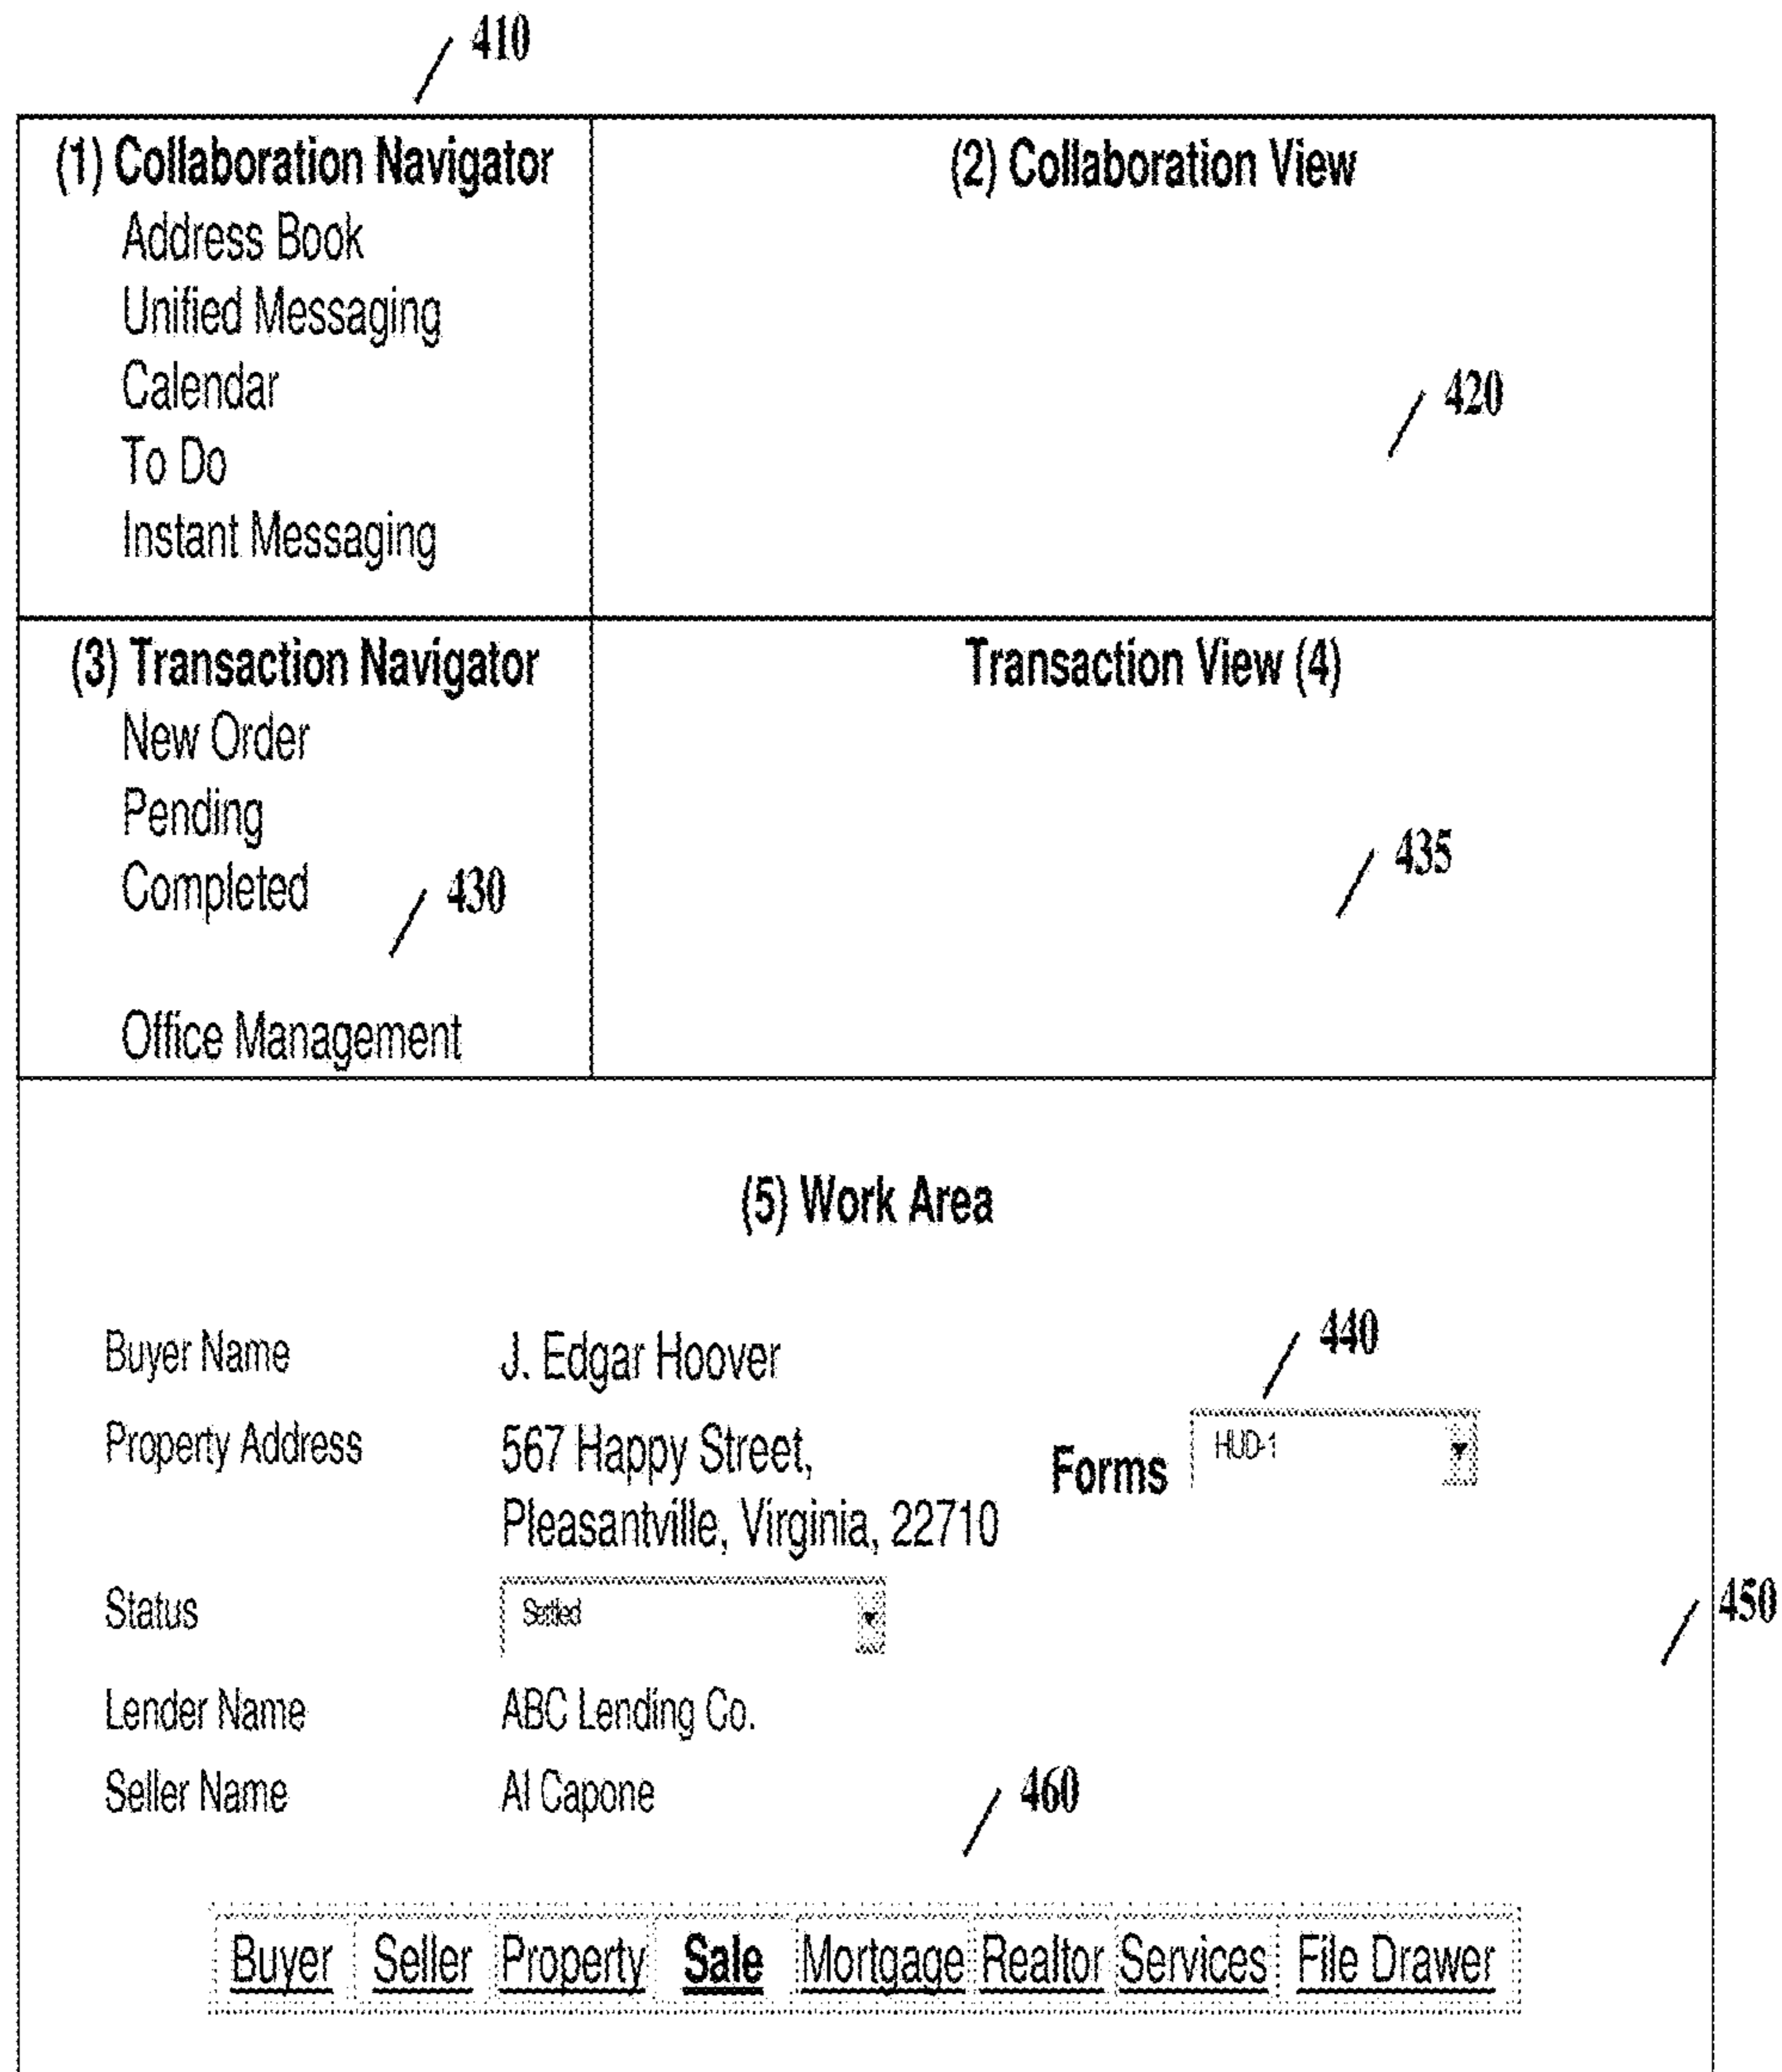 410
(1) Collaboration Navigator
Address Book
Unified Messaging
Calendar
To Do
Instant Messaging
(2) Collaboration View
420
(3) Transaction Navigator
New Order
Pending
Completed
430
Office Management
Transaction View (4)
435
(5) Work Area
Buyer Name J. Edgar Hoover
440
Property Address 567 Happy Street,
Pleasantville, Virginia, 22710
Forms HUD-1
Status Settled
450
Lender Name ABC Lending Co.
Seller Name Al Capone
460
Buyer Seller Property Sale Mortgage Realtor Services File Drawer